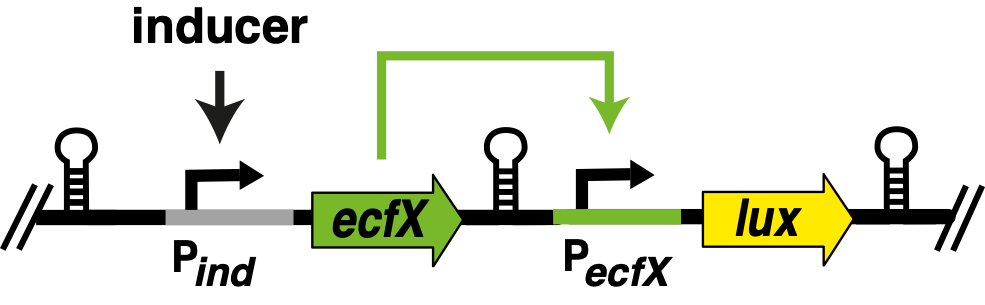 inducer
ecfX
lux
Pind
PecfX